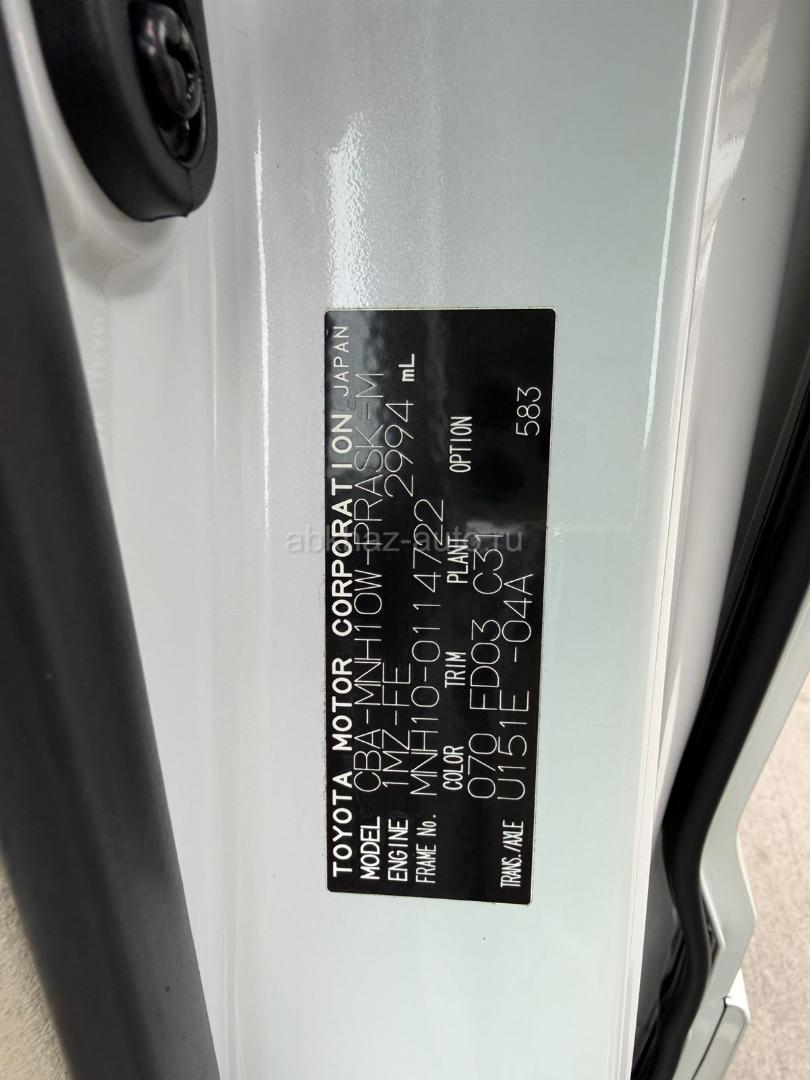 TOYOTA MOTOR CORPORATION JAPAN
MODEL CBA-MNH10W-PRASK-M
ENGINE 1MZ-FE 2994 mL
FRAME No. MNH10-0114722
COLOR TRIM PLANT OPTION
070 FD03 C31
TRANS./AXLE U151E -04A 583
abkhaz-auto.ru